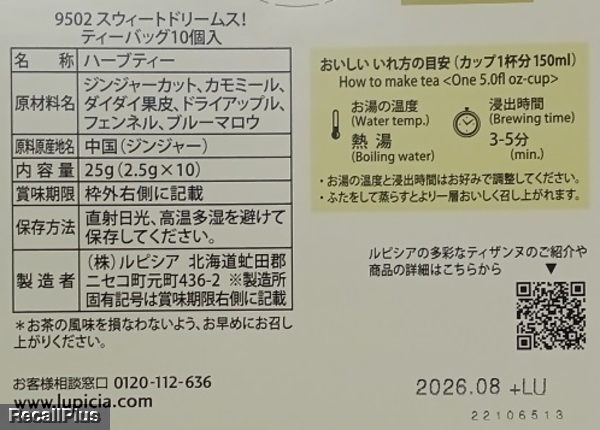 9502 スウィートドリームス!
ティーバッグ10個入
名 称 ハーブティー
原材料名 ジンジャーカット、カモミール、
ダイダイ果皮、ドライアップル、
フェンネル、ブルーマロウ
原料原産地名 中国(ジンジャー)
内 容 量 25g(2.5g×10)
賞味期限 枠外右側に記載
保存方法 直射日光、高温多湿を避けて
保存してください。
製 造 者 (株)ルピシア 北海道虻田郡
ニセコ町元町436-2 ※製造所
固有記号は賞味期限右側に記載
*お茶の風味を損なわないよう、お早めにお召し
上がりください。
お客様相談窓口 0120-112-636
www.lupicia.com
おいしい いれ方の目安(カップ1杯分150ml)
How to make tea <One 5.0fl oz-cup>
お湯の温度
(Water temp.)
熱 湯
(Boiling water)
浸出時間
(Brewing time)
3-5分
(min.)
・お湯の温度と浸出時間はお好みで調整してください。
・ふたをして蒸らすとより一層おいしく召し上がれます。
ルピシアの多彩なティザンヌのご紹介や
商品の詳細はこちらから ▼
2026.08 +LU
22106513
RecallPlus